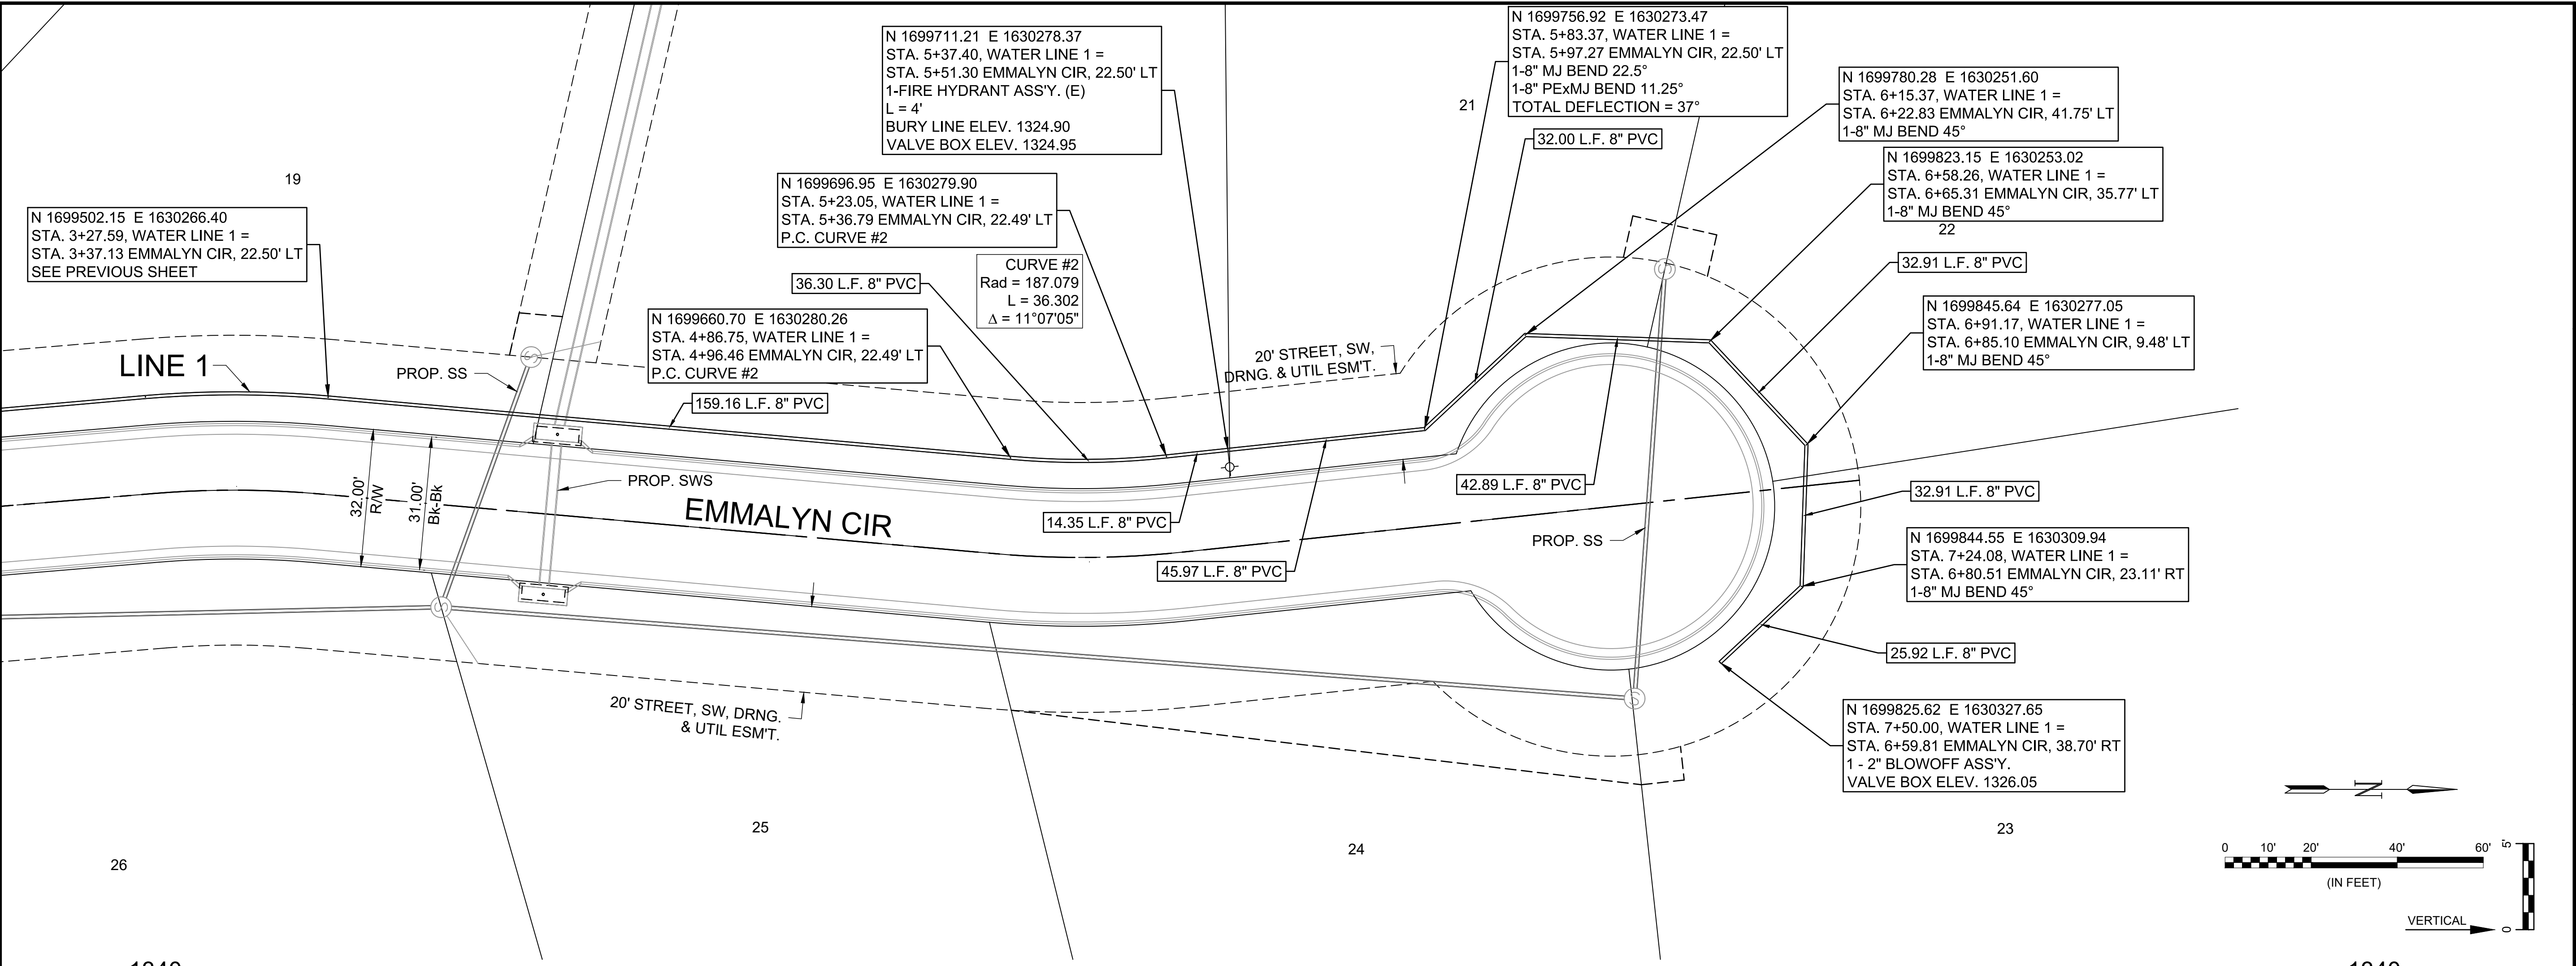 N 1699711.21 E 1630278.37
STA. 5+37.40, WATER LINE 1 =
STA. 5+51.30 EMMALYN CIR, 22.50' LT
1-FIRE HYDRANT ASS'Y. (E)
L = 4'
BURY LINE ELEV. 1324.90
VALVE BOX ELEV. 1324.95
N 1699756.92 E 1630273.47
STA. 5+83.37, WATER LINE 1 =
STA. 5+97.27 EMMALYN CIR, 22.50' LT
1-8" MJ BEND 22.5°
1-8" PExMJ BEND 11.25°
TOTAL DEFLECTION = 37°
21
32.00 L.F. 8" PVC
N 1699780.28 E 1630251.60
STA. 6+15.37, WATER LINE 1 =
STA. 6+22.83 EMMALYN CIR, 41.75' LT
1-8" MJ BEND 45°
N 1699823.15 E 1630253.02
STA. 6+58.26, WATER LINE 1 =
STA. 6+65.31 EMMALYN CIR, 35.77' LT
1-8" MJ BEND 45°
22
19
N 1699502.15 E 1630266.40
STA. 3+27.59, WATER LINE 1 =
STA. 3+37.13 EMMALYN CIR, 22.50' LT
SEE PREVIOUS SHEET
N 1699696.95 E 1630279.90
STA. 5+23.05, WATER LINE 1 =
STA. 5+36.79 EMMALYN CIR, 22.49' LT
P.C. CURVE #2
CURVE #2
Rad = 187.079
L = 36.302
Δ = 11°07'05"
36.30 L.F. 8" PVC
32.91 L.F. 8" PVC
N 1699660.70 E 1630280.26
STA. 4+86.75, WATER LINE 1 =
STA. 4+96.46 EMMALYN CIR, 22.49' LT
P.C. CURVE #2
N 1699845.64 E 1630277.05
STA. 6+91.17, WATER LINE 1 =
STA. 6+85.10 EMMALYN CIR, 9.48' LT
1-8" MJ BEND 45°
20' STREET, SW,
DRNG. & UTIL ESM'T.
LINE 1
PROP. SS
S
S
159.16 L.F. 8" PVC
PROP. SWS
32.00'
R/W
31.00'
Bk-Bk
EMMALYN CIR
42.89 L.F. 8" PVC
32.91 L.F. 8" PVC
14.35 L.F. 8" PVC
PROP. SS
45.97 L.F. 8" PVC
N 1699844.55 E 1630309.94
STA. 7+24.08, WATER LINE 1 =
STA. 6+80.51 EMMALYN CIR, 23.11' RT
1-8" MJ BEND 45°
S
25.92 L.F. 8" PVC
S
20' STREET, SW, DRNG.
& UTIL ESM'T.
N 1699825.62 E 1630327.65
STA. 7+50.00, WATER LINE 1 =
STA. 6+59.81 EMMALYN CIR, 38.70' RT
1 - 2" BLOWOFF ASS'Y.
VALVE BOX ELEV. 1326.05
N
25
24
23
26
0 10' 20' 40' 60'
(IN FEET)
5'
0
VERTICAL